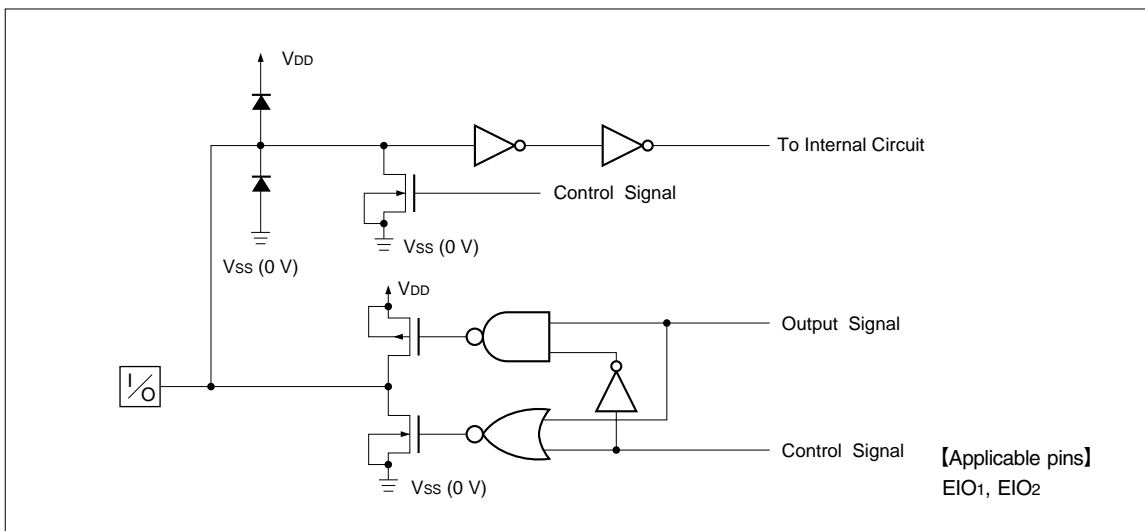 VDD
To Internal Circuit
Control Signal
VSS (0 V)
VSS (0 V)
VDD
Output Signal
I/O
Control Signal
【Applicable pins】
VSS (0 V)
EIO1, EIO2